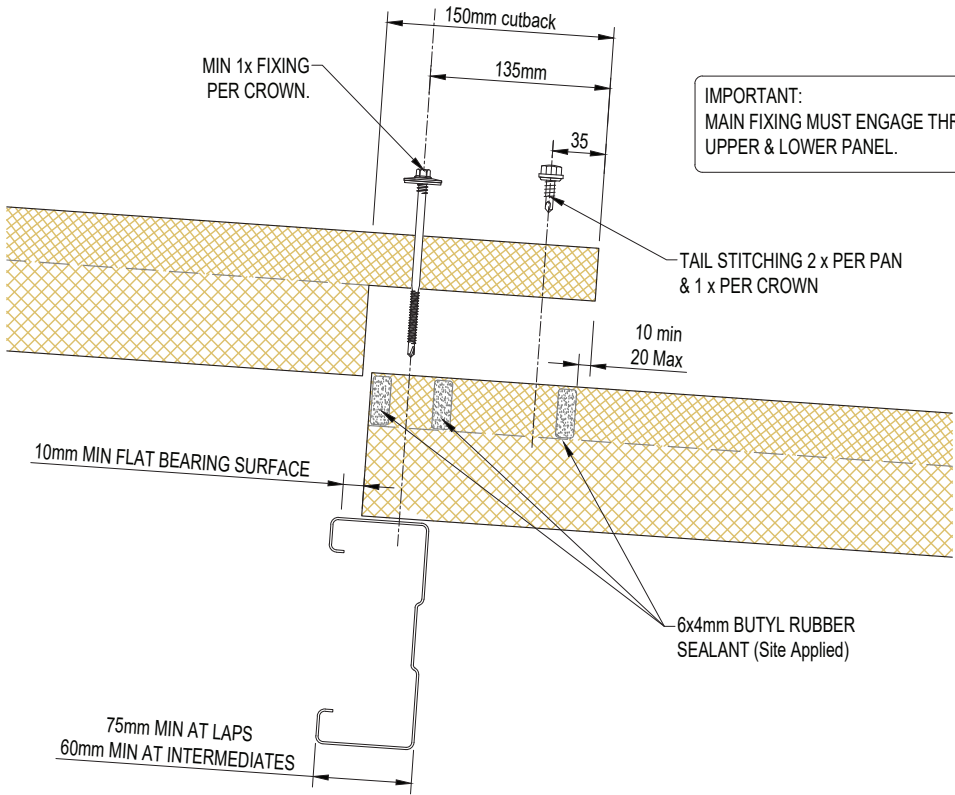 150mm cutback
MIN 1x FIXING
PER CROWN.
135mm
IMPORTANT:
MAIN FIXING MUST ENGAGE
UPPER & LOWER PANEL.
35
TAIL STITCHING 2 x PER PAN
& 1 x PER CROWN
10 min
20 Max
10mm MIN FLAT BEARING SURFACE
6x4mm BUTYL RUBBER
SEALANT (Site Applied)
75mm MIN AT LAPS
60mm MIN AT INTERMEDIATES